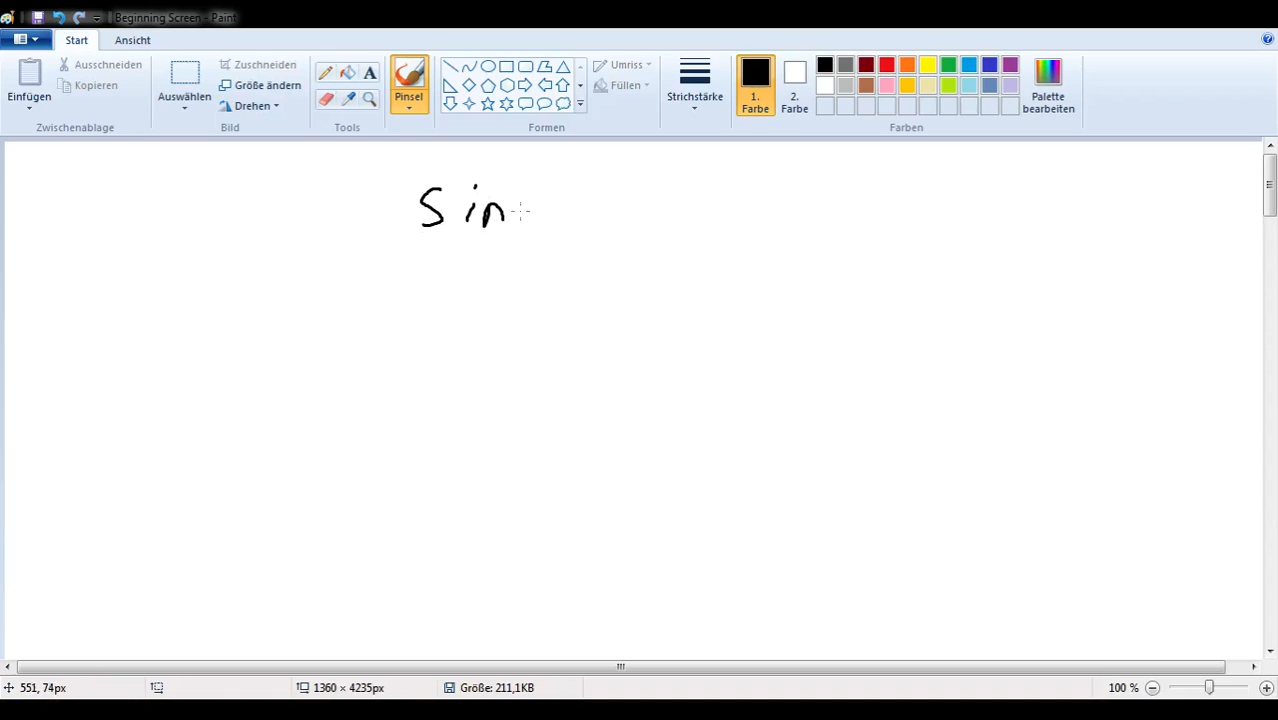 Beginning Screen - Paint
Start Ansicht
Einfügen
Ausschneiden
Kopieren
Zwischenablage
Auswählen
Zuschneiden
Größe ändern
Drehen
Bild
Tools
Pinsel
Umriss
Füllen
Formen
Strichstärke
1. Farbe
2. Farbe
Palette bearbeiten
Farben
Sin
551, 74px
1360 × 4235px
Größe: 211,1KB
100 %